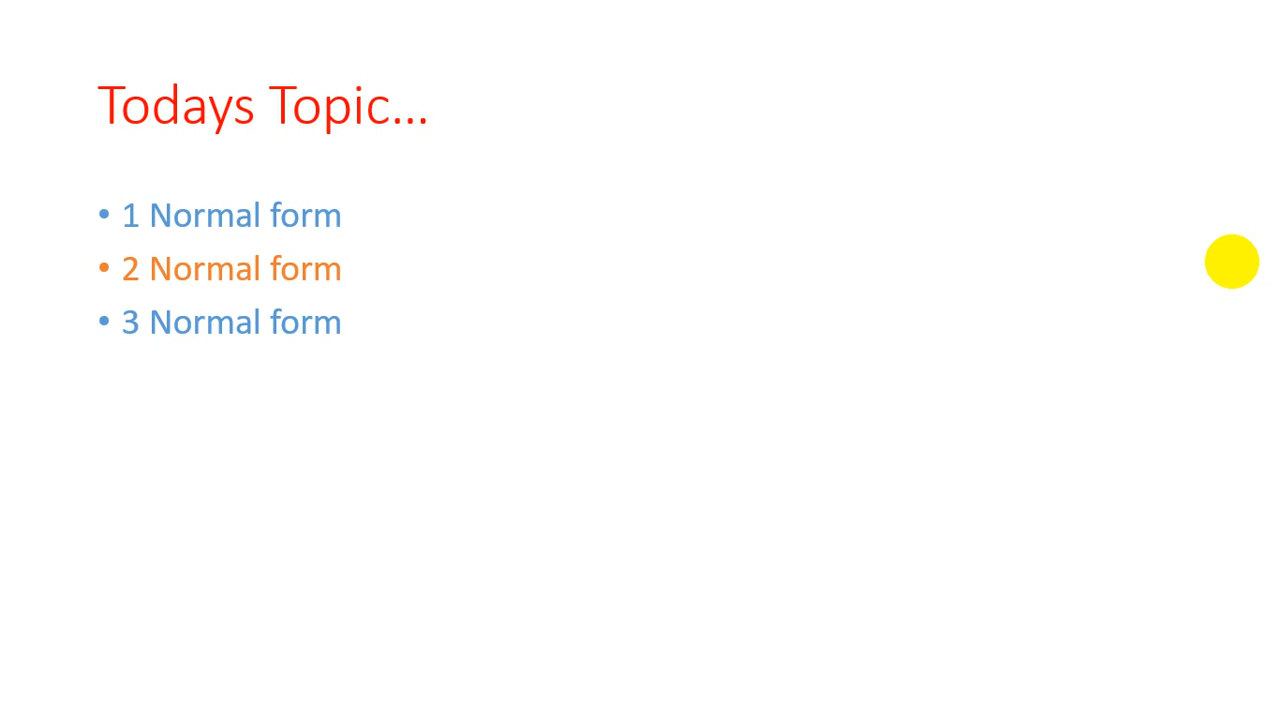 Todays Topic...
• 1 Normal form
• 2 Normal form
• 3 Normal form